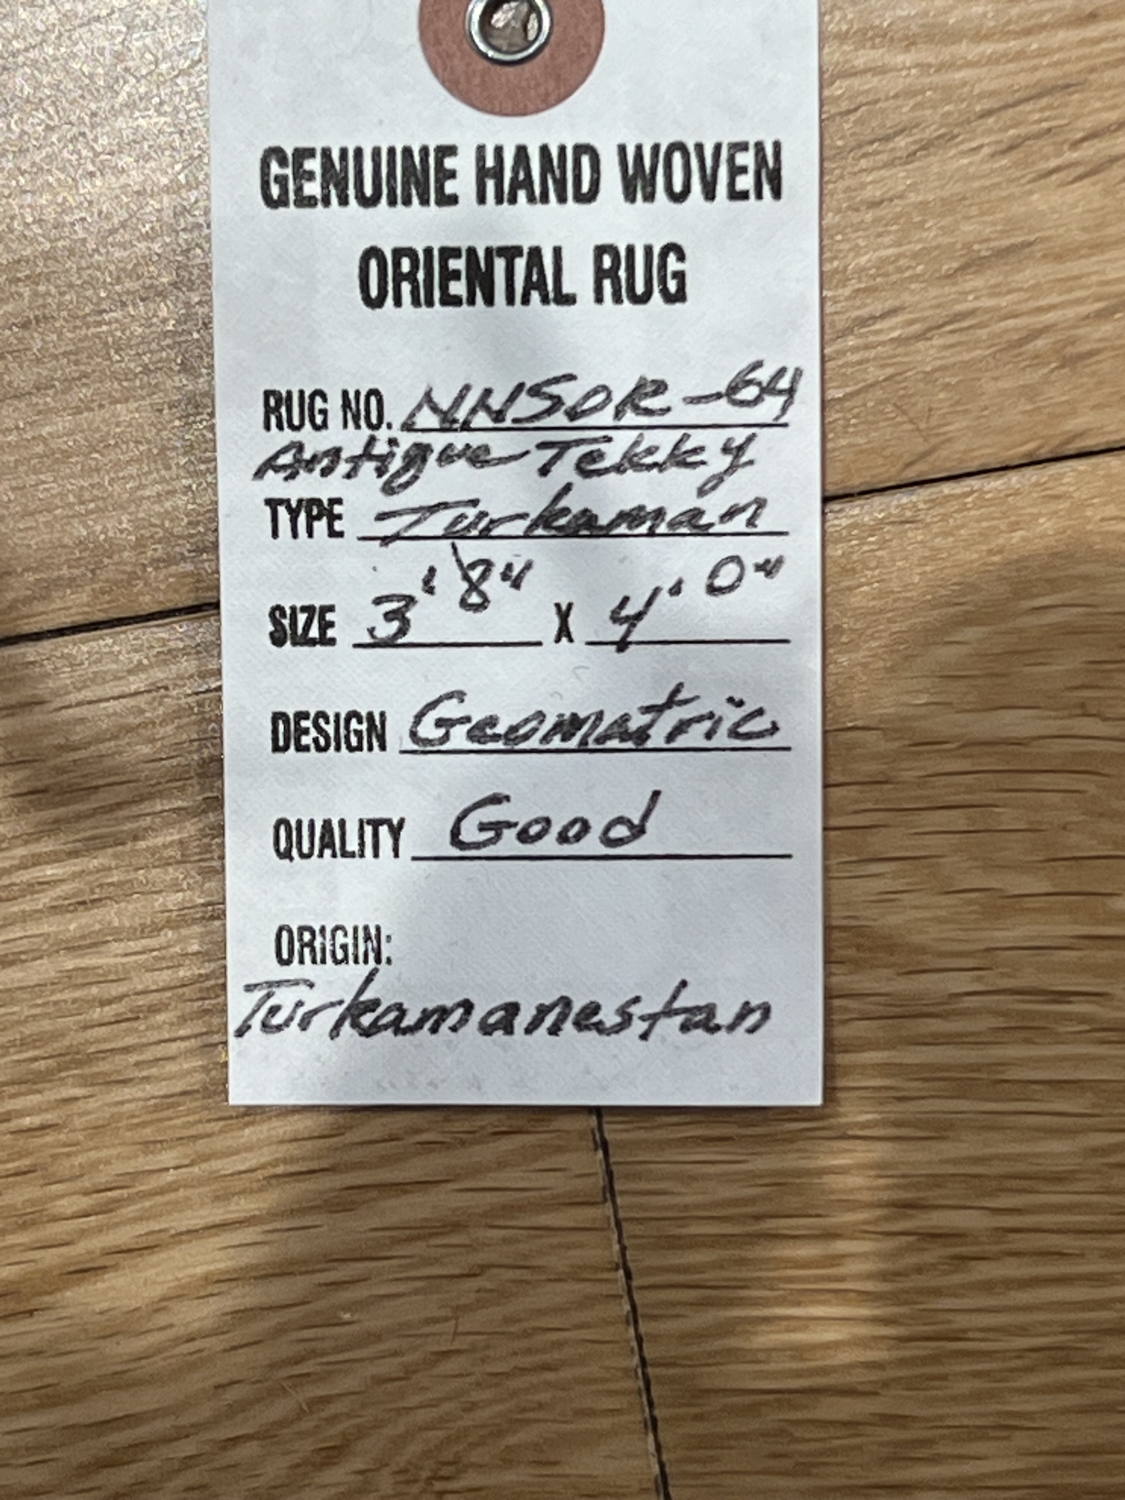 GENUINE HAND WOVEN
ORIENTAL RUG
RUG NO. NNSOR-64
Antique Tekky
TYPE Turkaman
SIZE 3'8" X 4'0"
DESIGN Geomatric
QUALITY Good
ORIGIN:
Turkamanestan